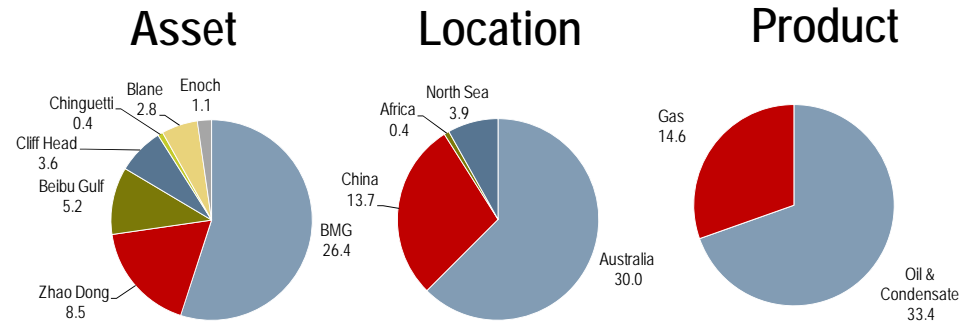 Asset
Enoch
1.1
Blane
2.8
Chinguetti
0.4
Cliff Head
3.6
Beibu Gulf
5.2
Zhao Dong
8.5
BMG
26.4
Location
North Sea
3.9
Africa
0.4
China
13.7
Australia
30.0
Product
Gas
14.6
Oil &
Condensate
33.4